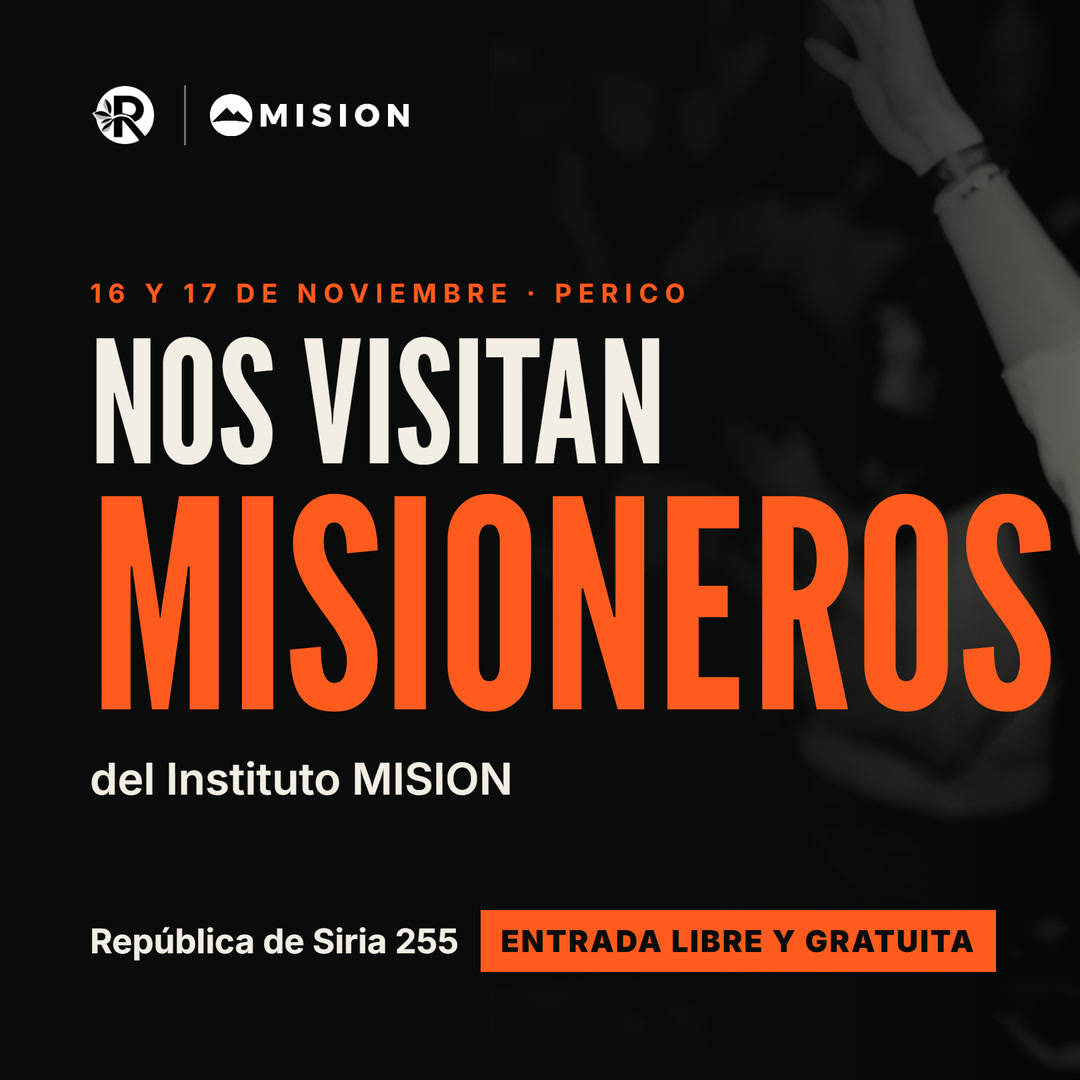 R
MISION
16 Y 17 DE NOVIEMBRE · PERICO
NOS VISITAN
MISIONEROS
del Instituto MISION
República de Siria 255
ENTRADA LIBRE Y GRATUITA